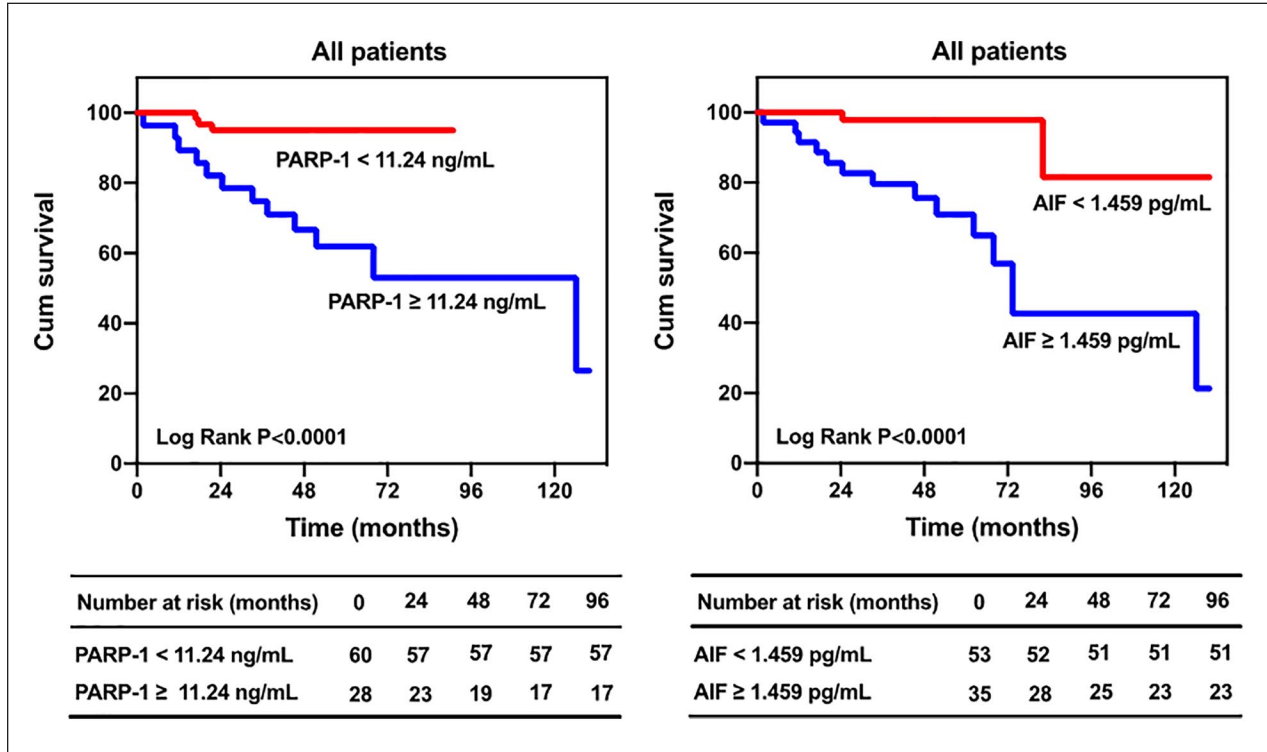 All patients
100
80
60
40
20
0
Cum survival
PARP-1 < 11.24 ng/mL
PARP-1 ≥ 11.24 ng/mL
Log Rank P<0.0001
0 24 48 72 96 120
Time (months)
Number at risk (months) 0 24 48 72 96
PARP-1 < 11.24 ng/mL 60 57 57 57 57
PARP-1 ≥ 11.24 ng/mL 28 23 19 17 17
All patients
100
80
60
40
20
0
Cum survival
AIF < 1.459 pg/mL
AIF ≥ 1.459 pg/mL
Log Rank P<0.0001
0 24 48 72 96 120
Time (months)
Number at risk (months) 0 24 48 72 96
AIF < 1.459 pg/mL 53 52 51 51 51
AIF ≥ 1.459 pg/mL 35 28 25 23 23